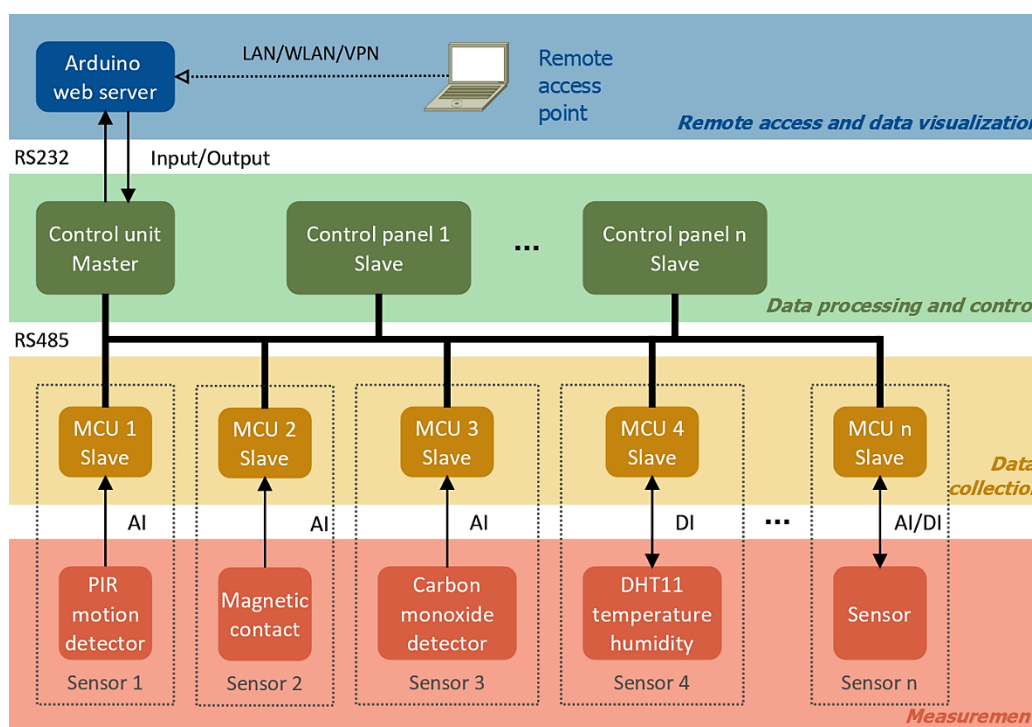 Arduino
web server
LAN/WLAN/VPN
Remote
access
point
Remote access and data visualization
RS232
Input/Output
Control unit
Master
Control panel 1
Slave
...
Control panel n
Slave
Data processing and contro
RS485
MCU 1
Slave
MCU 2
Slave
MCU 3
Slave
MCU 4
Slave
MCU n
Slave
Data
collection
AI
AI
AI
DI
...
AI/DI
PIR
motion
detector
Magnetic
contact
Carbon
monoxide
detector
DHT11
temperature
humidity
Sensor
Sensor 1
Sensor 2
Sensor 3
Sensor 4
Sensor n
Measuremen